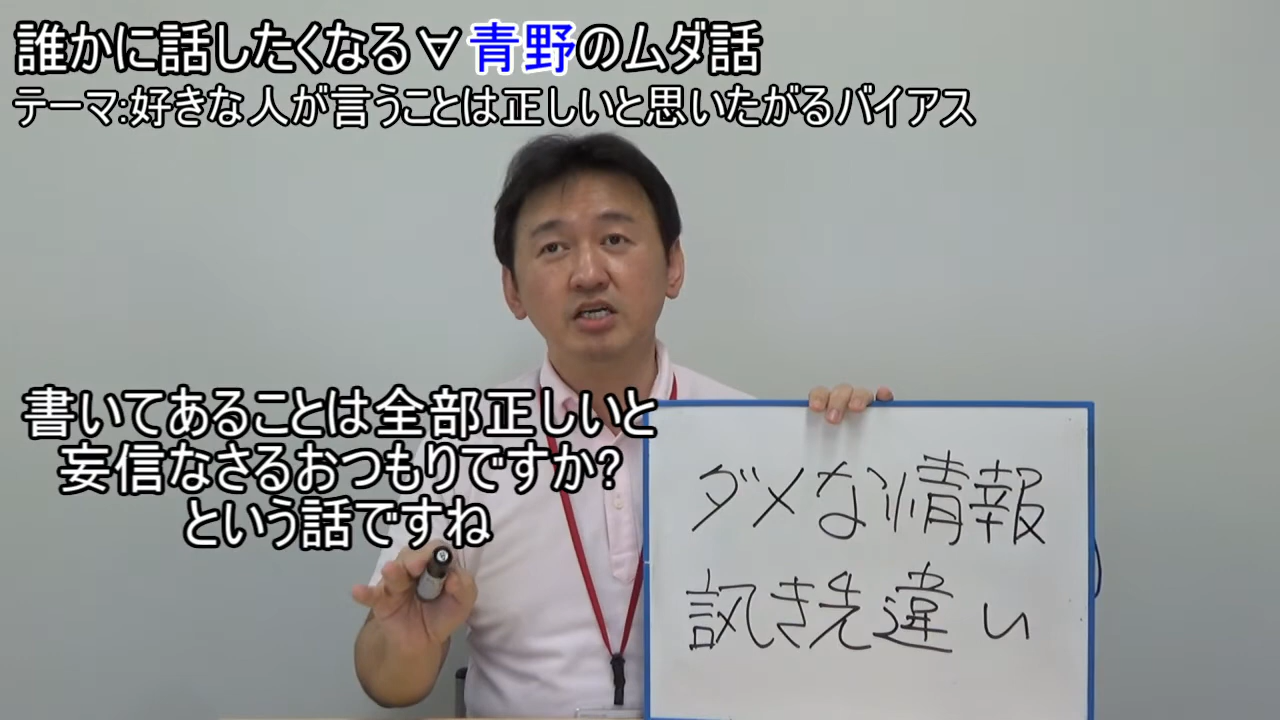 誰かに話したくなる∀青野のムダ話
テーマ:好きな人が言うことは正しいと思いたがるバイアス
書いてあることは全部正しいと
妄信なさるおつもりですか?
という話ですね
ダメな情報
訊き先違い